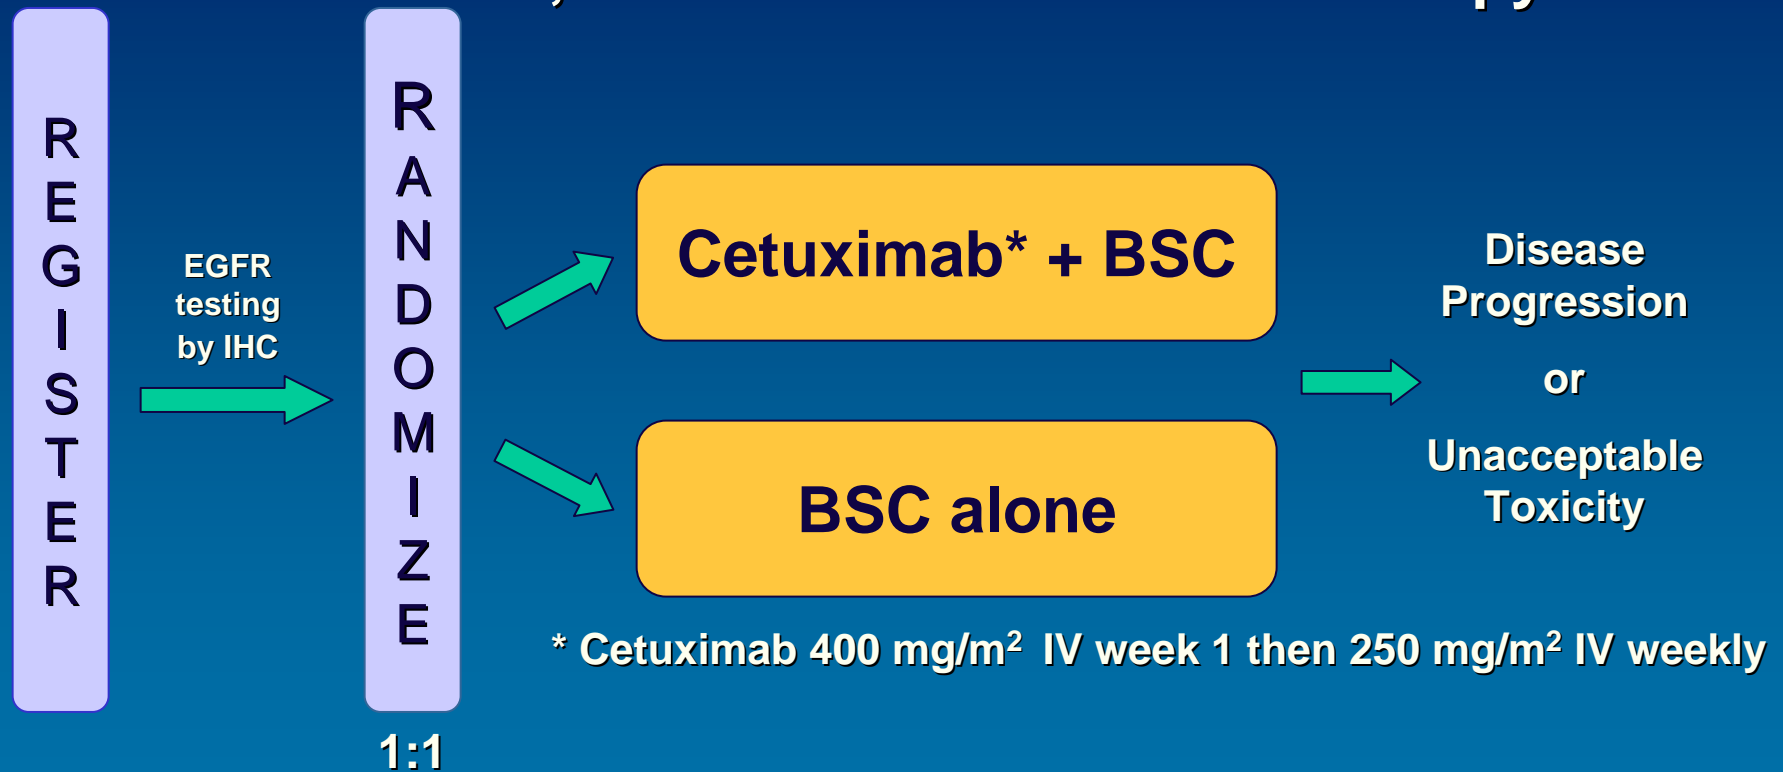 REGISTER
EGFR
testing
by IHC
RANDOMIZE
1:1
Cetuximab* + BSC
BSC alone
* Cetuximab 400 mg/m² IV week 1 then 250 mg/m² IV weekly
Disease
Progression
or
Unacceptable
Toxicity